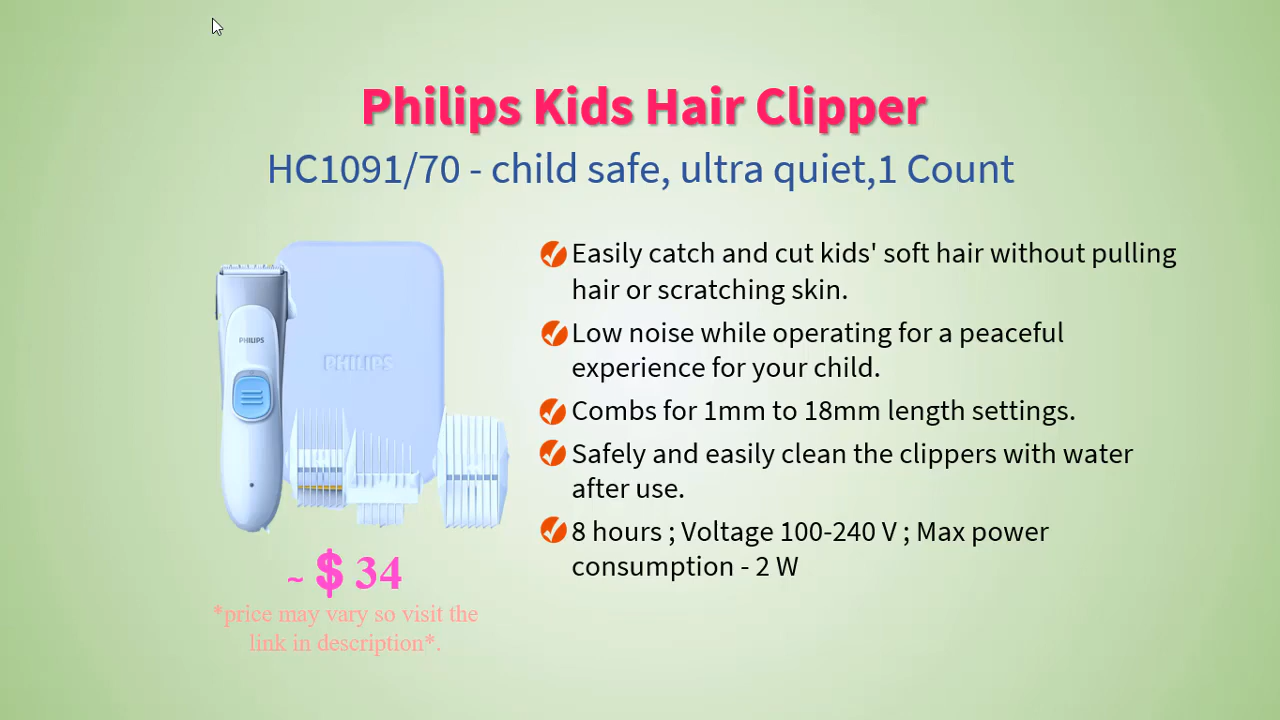 Philips Kids Hair Clipper
HC1091/70 - child safe, ultra quiet,1 Count
Easily catch and cut kids' soft hair without pulling
hair or scratching skin.
Low noise while operating for a peaceful
experience for your child.
Combs for 1mm to 18mm length settings.
Safely and easily clean the clippers with water
after use.
8 hours ; Voltage 100-240 V ; Max power
consumption - 2 W
PHILIPS
PHILIPS
~ $ 34
*price may vary so visit the
link in description*.